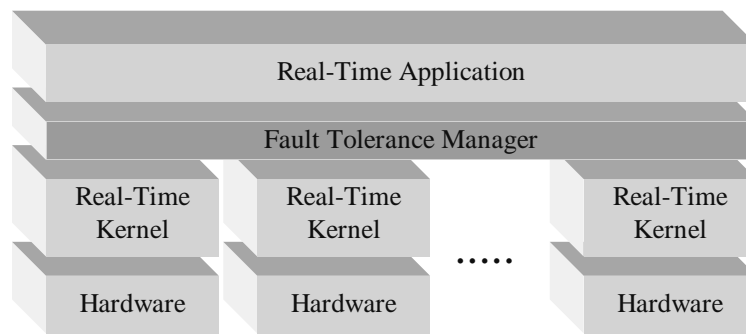 Real-Time Application
Fault Tolerance Manager
Real-Time
Kernel
Real-Time
Kernel
Real-Time
Kernel
.....
Hardware
Hardware
Hardware